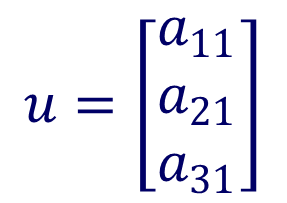 u = [a₁₁
a₂₁
a₃₁]